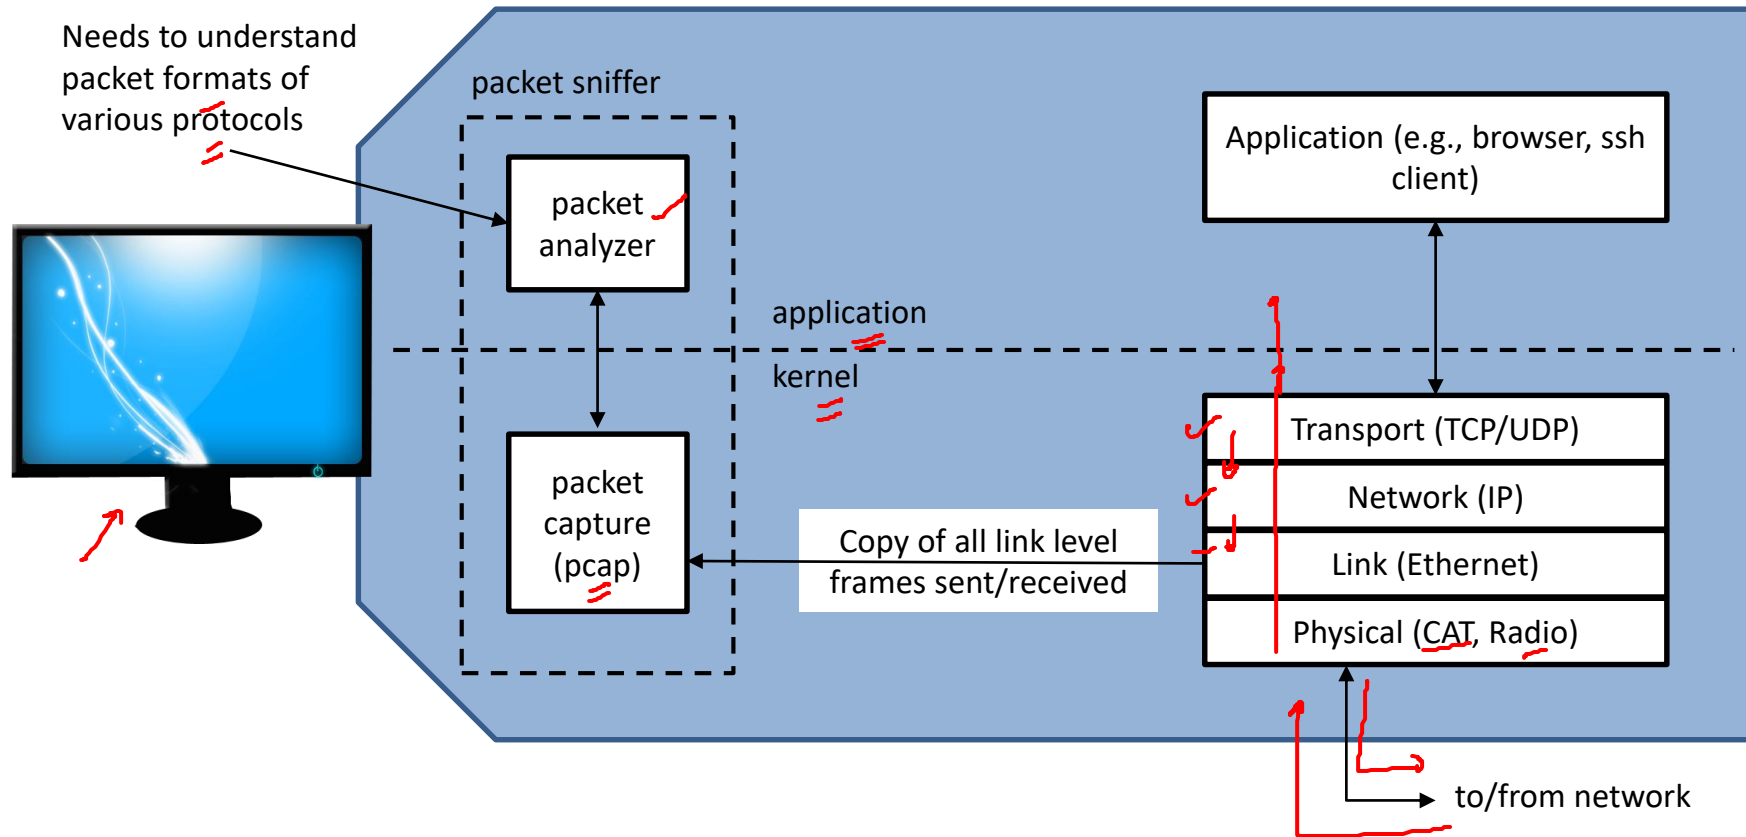 Needs to understand
packet formats of
various protocols
packet sniffer
packet
analyzer
application
kernel
packet
capture
(pcap)
Copy of all link level
frames sent/received
Application (e.g., browser, ssh
client)
Transport (TCP/UDP)
Network (IP)
Link (Ethernet)
Physical (CAT, Radio)
to/from network